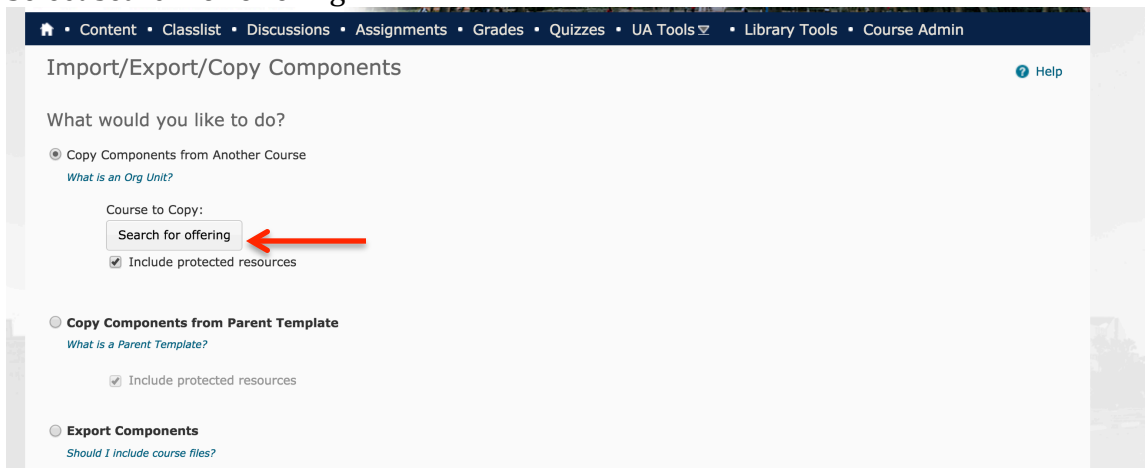 Content • Classlist • Discussions • Assignments • Grades • Quizzes • UA Tools • Library Tools • Course Admin
Import/Export/Copy Components
Help
What would you like to do?
Copy Components from Another Course
What is an Org Unit?
Course to Copy:
Search for offering
Include protected resources
Copy Components from Parent Template
What is a Parent Template?
Include protected resources
Export Components
Should I include course files?